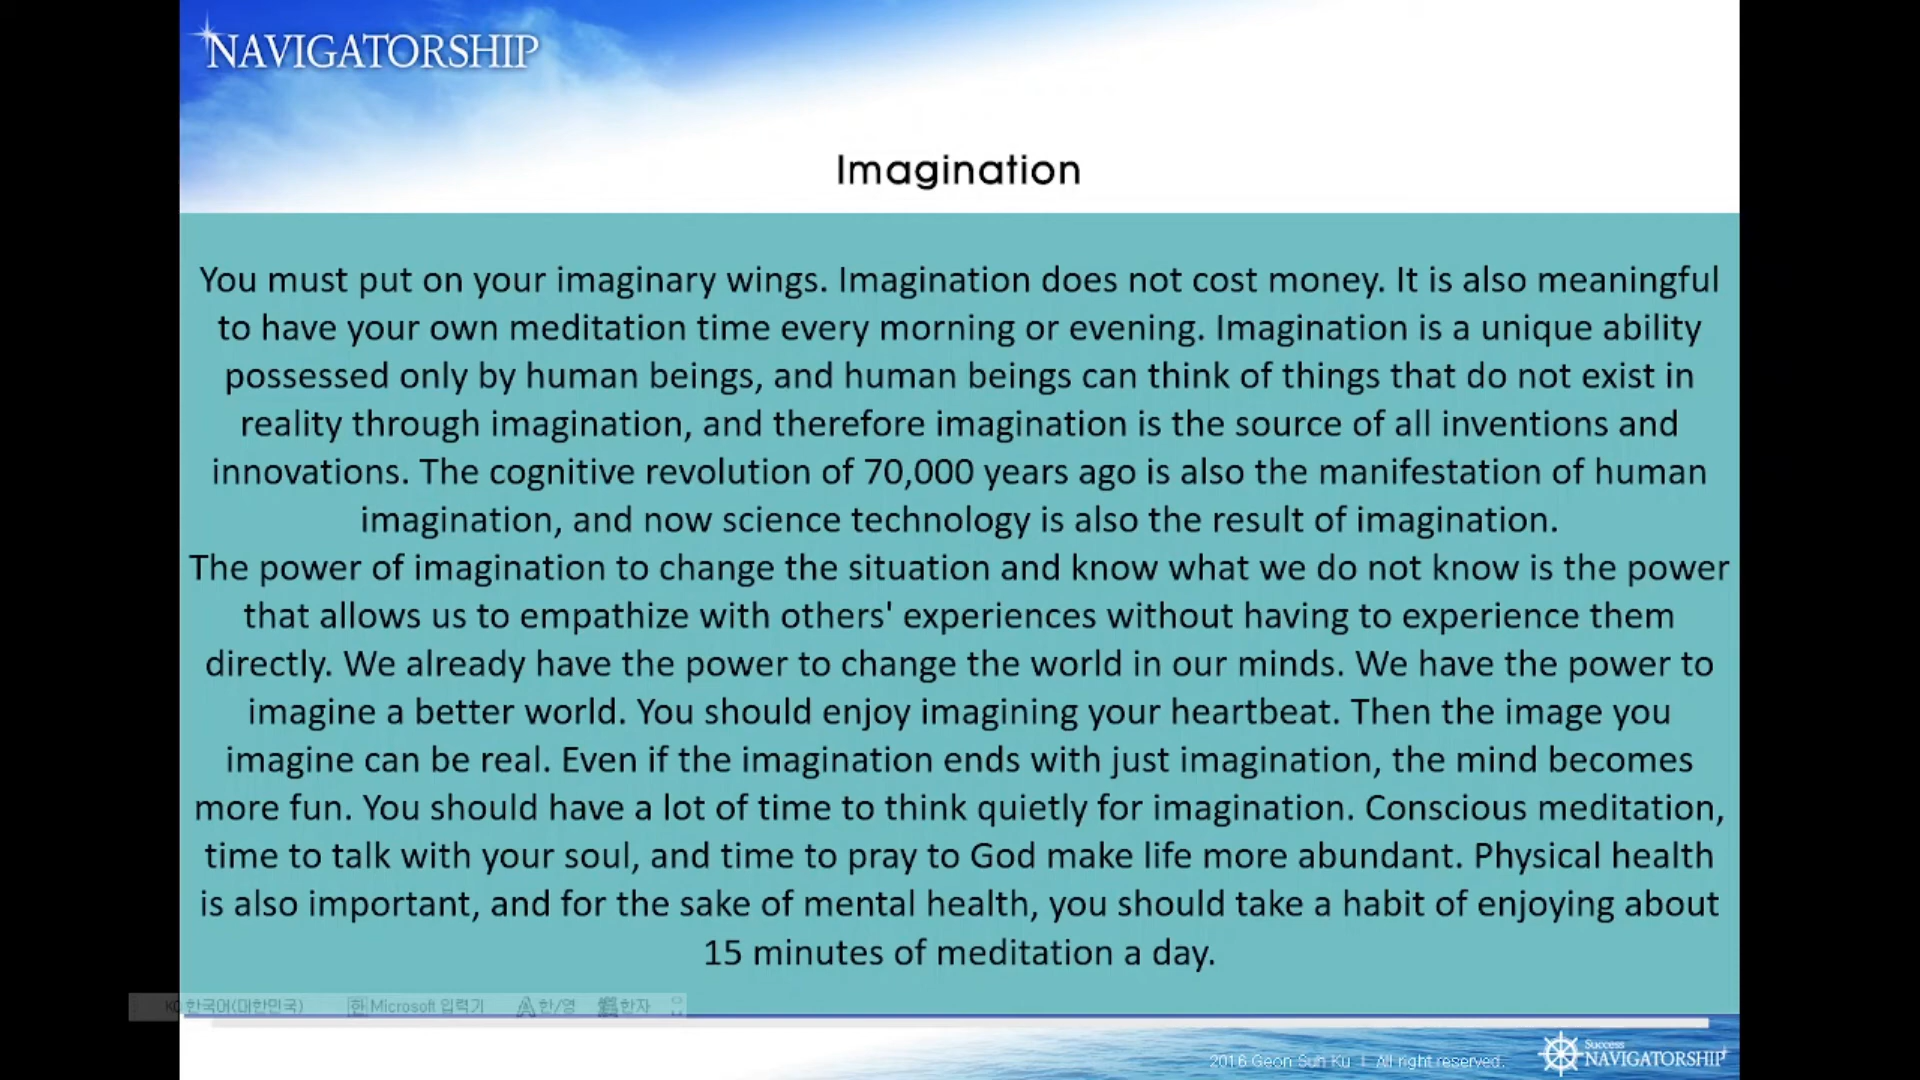 NAVIGATORSHIP
Imagination
You must put on your imaginary wings. Imagination does not cost money. It is also meaningful
to have your own meditation time every morning or evening. Imagination is a unique ability
possessed only by human beings, and human beings can think of things that do not exist in
reality through imagination, and therefore imagination is the source of all inventions and
innovations. The cognitive revolution of 70,000 years ago is also the manifestation of human
imagination, and now science technology is also the result of imagination.
The power of imagination to change the situation and know what we do not know is the power
that allows us to empathize with others' experiences without having to experience them
directly. We already have the power to change the world in our minds. We have the power to
imagine a better world. You should enjoy imagining your heartbeat. Then the image you
imagine can be real. Even if the imagination ends with just imagination, the mind becomes
more fun. You should have a lot of time to think quietly for imagination. Conscious meditation,
time to talk with your soul, and time to pray to God make life more abundant. Physical health
is also important, and for the sake of mental health, you should take a habit of enjoying about
15 minutes of meditation a day.
KO 한국어(대한민국) 한 Microsoft 입력기 A 한/영 漢 한자
2016 Geon Suh Ku | All right reserved.
Success
NAVIGATORSHIP